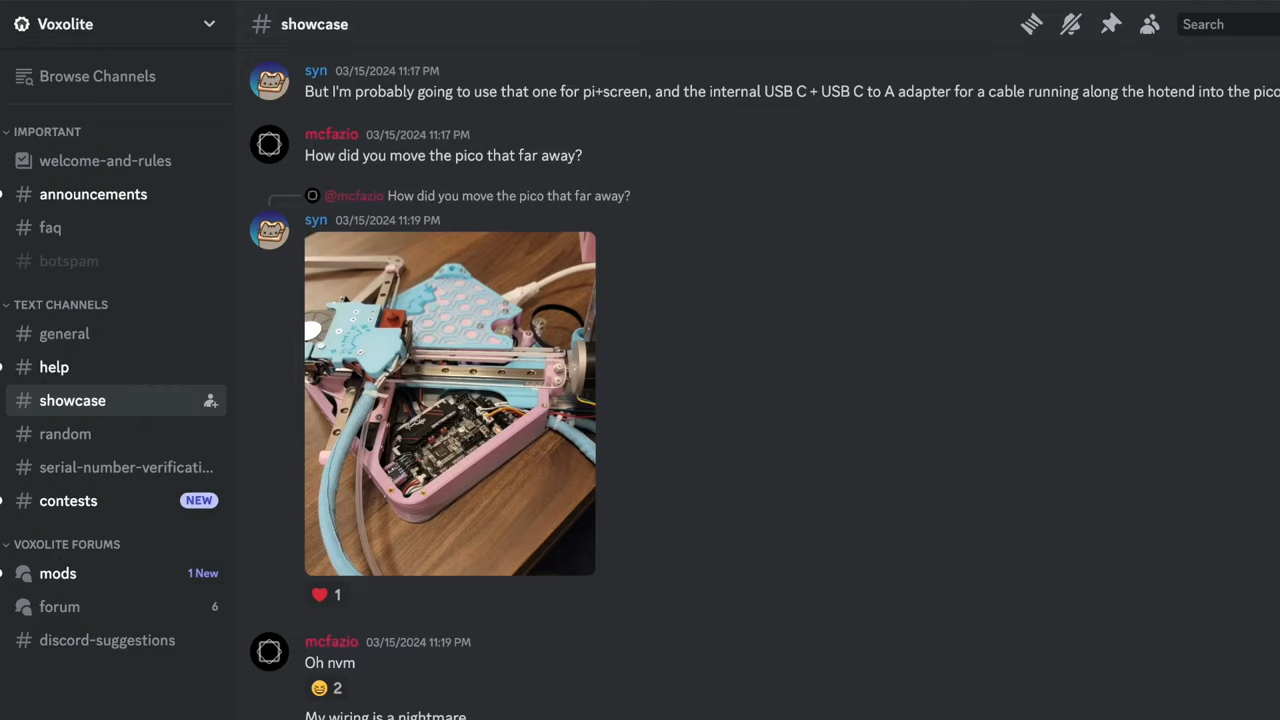 Voxolite
Browse Channels
IMPORTANT
welcome-and-rules
announcements
faq
botspam
TEXT CHANNELS
general
help
showcase
random
serial-number-verificati...
contests NEW
VOXOLITE FORUMS
mods 1 New
forum 6
discord-suggestions
showcase
Search
syn 03/15/2024 11:17 PM
But I'm probably going to use that one for pi+screen, and the internal USB C + USB C to A adapter for a cable running along the hotend into the pico
mcfazio 03/15/2024 11:17 PM
How did you move the pico that far away?
@mcfazio How did you move the pico that far away?
syn 03/15/2024 11:19 PM
1
mcfazio 03/15/2024 11:19 PM
Oh nvm
2
My wiring is a nightmare